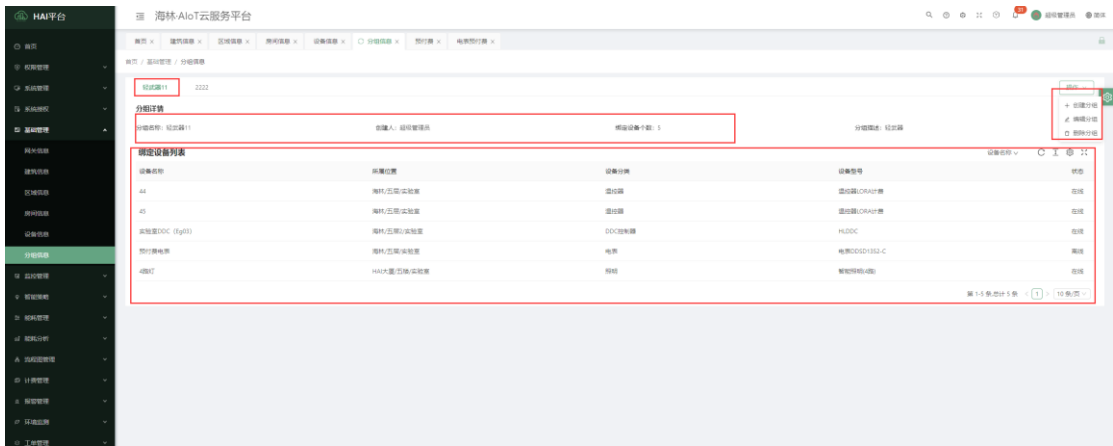 HAI平台
海林·AIoT云服务平台
超级管理员
简体
首页
权限管理
系统管理
系统授权
基础管理
网关信息
建筑信息
区域信息
房间信息
设备信息
分组信息
监控管理
智能策略
能耗管理
能耗分析
流程图管理
计费管理
报警管理
环境监测
工单管理
首页 × 建筑信息 × 区域信息 × 房间信息 × 设备信息 × 分组信息 × 预付费 × 电表预付费 ×
首页 / 基础管理 / 分组信息
轻武器11 2222
操作
+ 创建分组
编辑分组
删除分组
分组详情
分组名称: 轻武器11 创建人: 超级管理员 绑定设备个数: 5 分组描述: 轻武器
绑定设备列表
设备名称
设备名称 所属位置 设备分类 设备型号 状态
44 海林/五层/实验室 温控器 温控器LORA计费 在线
45 海林/五层/实验室 温控器 温控器LORA计费 在线
实验室DDC (Eg03) 海林/五层2/实验室 DDC控制器 HLDDC 在线
预付费电表 海林/五层/实验室 电表 电表DDSD1352-C 离线
4路灯 HAI大厦/五楼/实验室 照明 智能照明(4路) 在线
第 1-5 条,总计 5 条 < 1 > 10 条/页